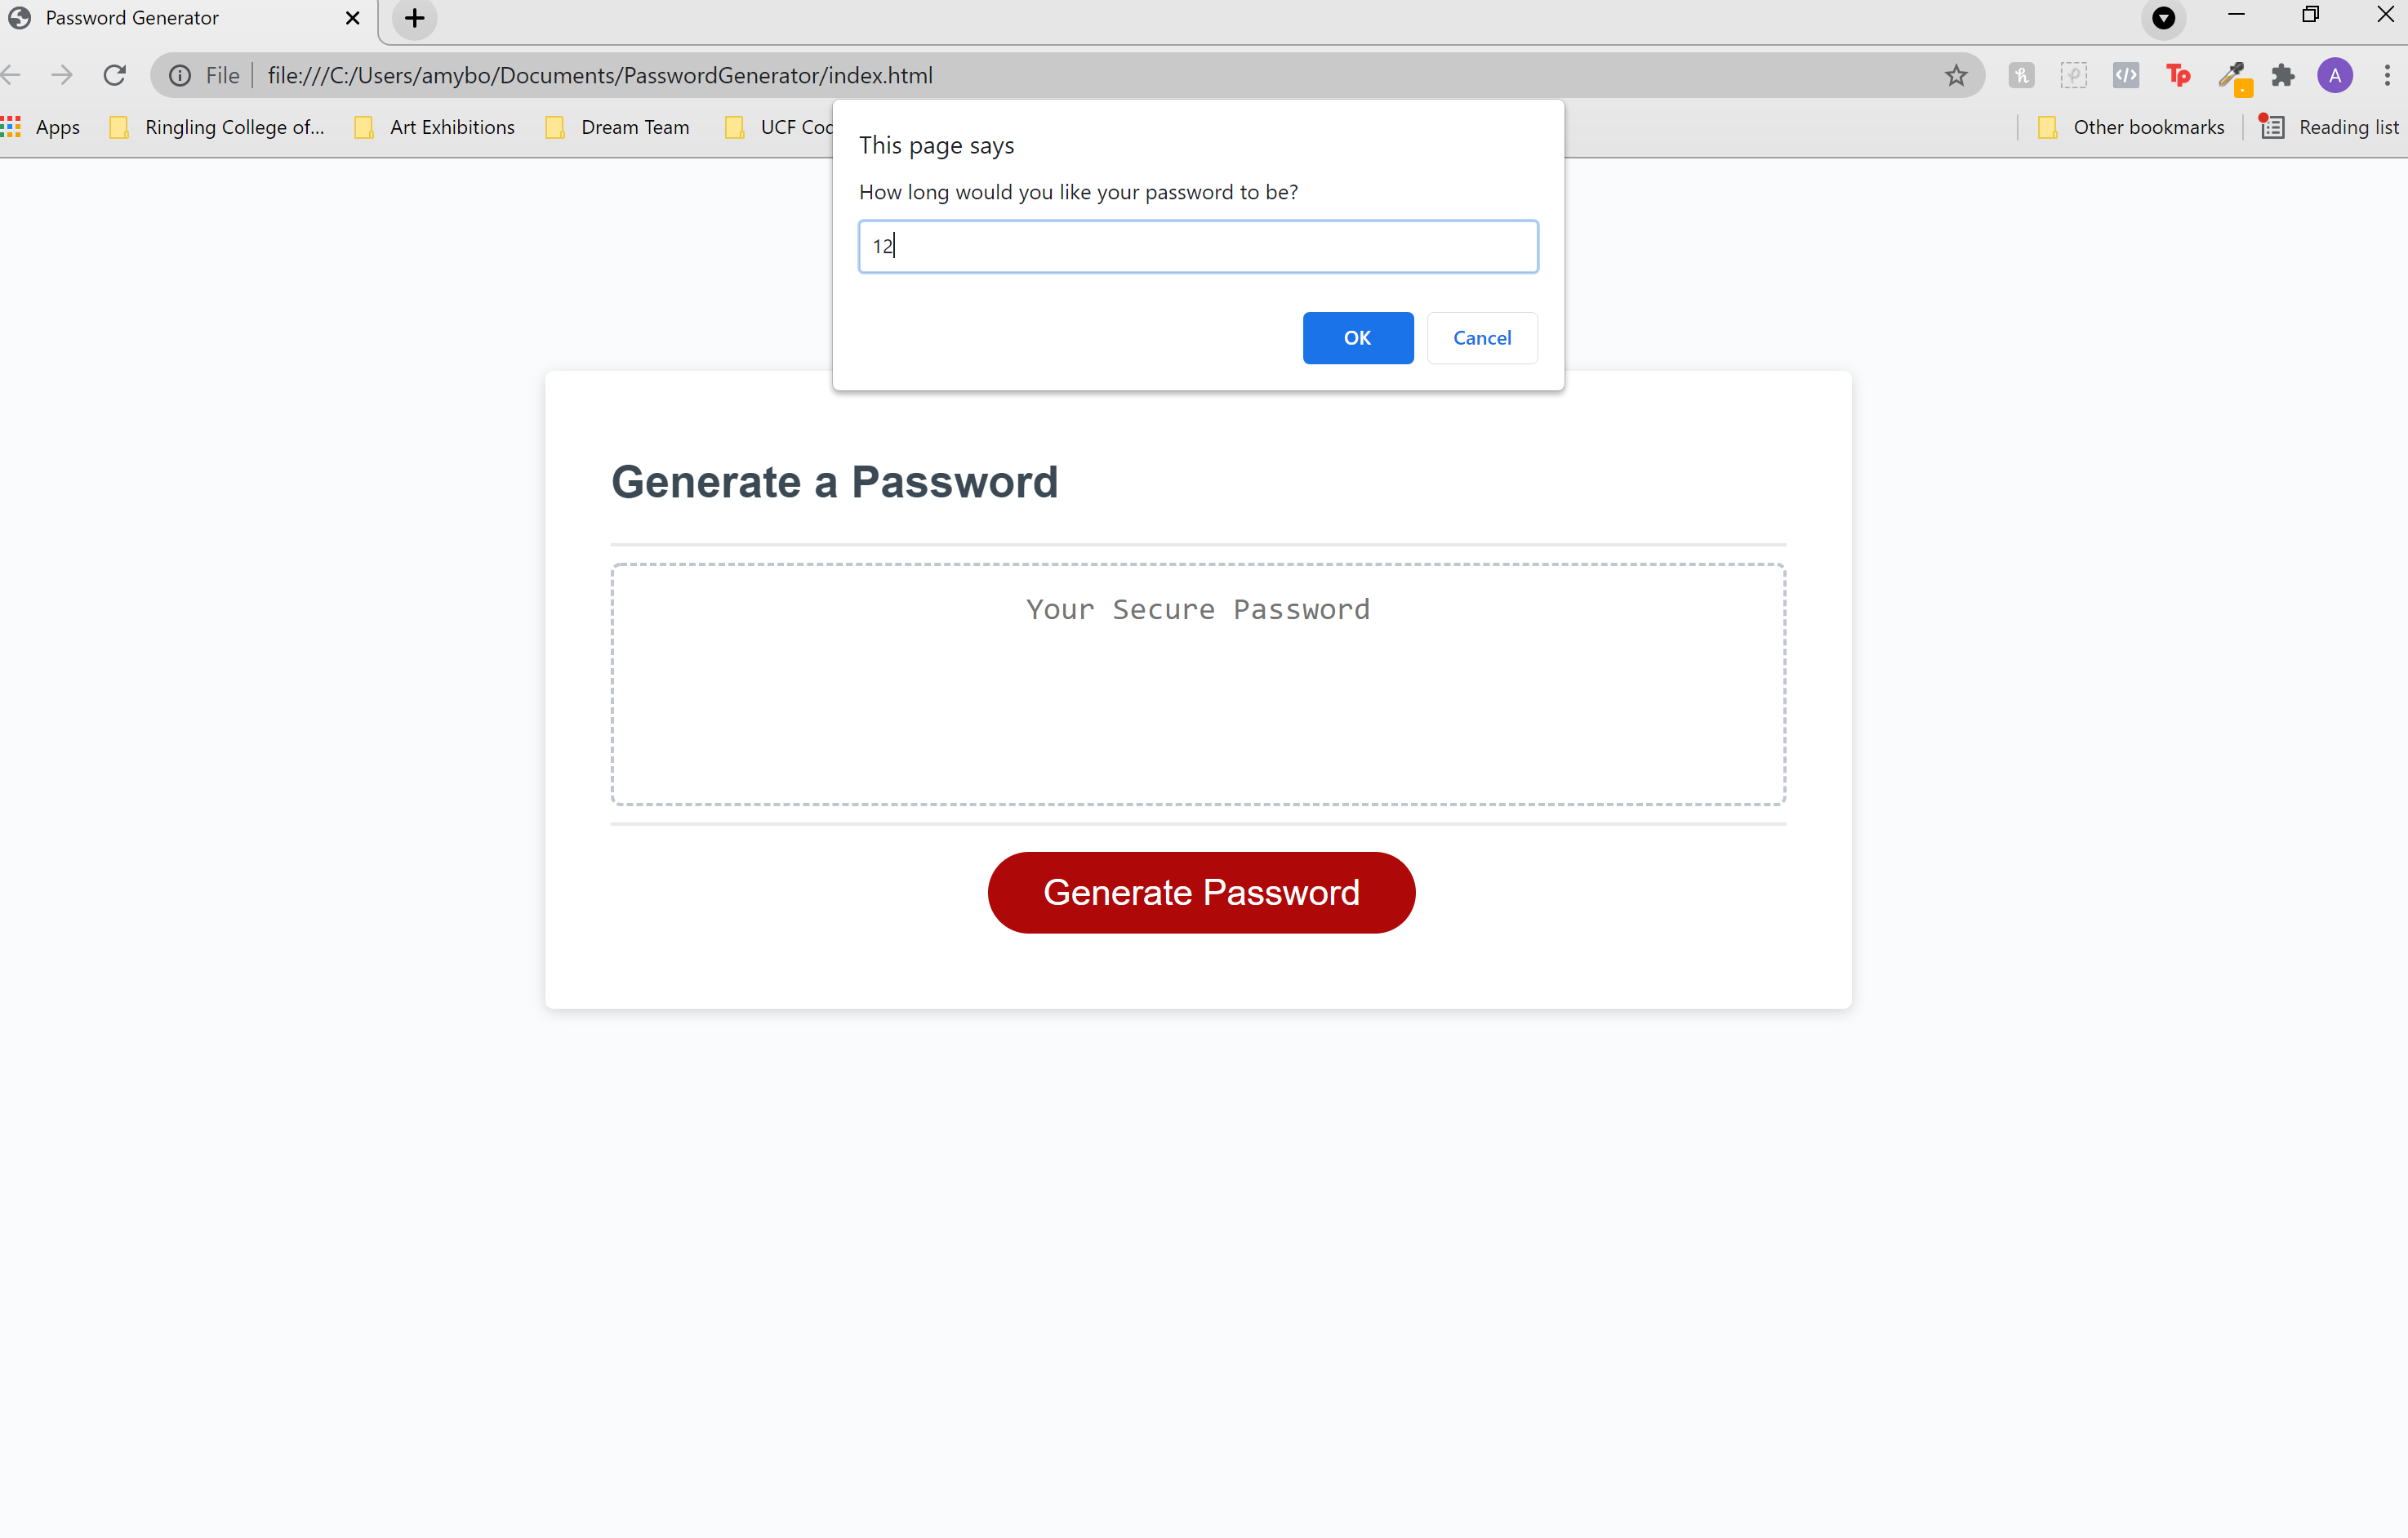 Password Generator
File file:///C:/Users/amybo/Documents/PasswordGenerator/index.html
Tp
A
Apps Ringling College of... Art Exhibitions Dream Team UCF Other bookmarks Reading list
This page says
How long would you like your password to be?
12
OK Cancel
Generate a Password
Your Secure Password
Generate Password